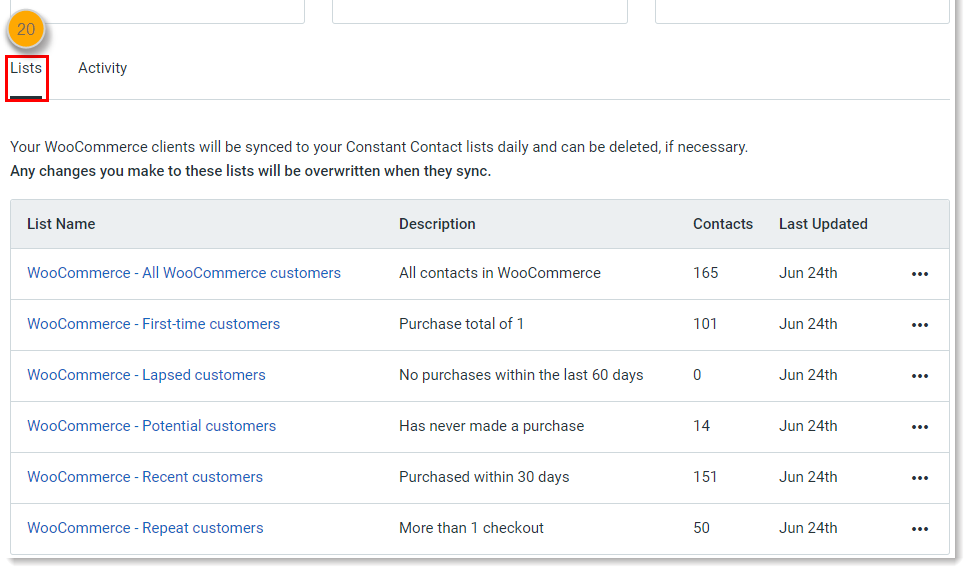 20
Lists Activity
Your WooCommerce clients will be synced to your Constant Contact lists daily and can be deleted, if necessary.
Any changes you make to these lists will be overwritten when they sync.
List Name Description Contacts Last Updated
WooCommerce - All WooCommerce customers All contacts in WooCommerce 165 Jun 24th •••
WooCommerce - First-time customers Purchase total of 1 101 Jun 24th •••
WooCommerce - Lapsed customers No purchases within the last 60 days 0 Jun 24th •••
WooCommerce - Potential customers Has never made a purchase 14 Jun 24th •••
WooCommerce - Recent customers Purchased within 30 days 151 Jun 24th •••
WooCommerce - Repeat customers More than 1 checkout 50 Jun 24th •••